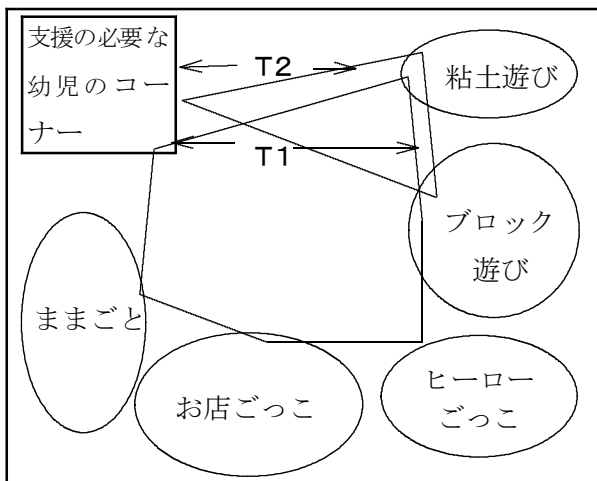 支援の必要な
幼児のコー
ナー
T2
粘土遊び
T1
ブロック
遊び
ままごと
お店ごっこ
ヒーロー
ごっこ